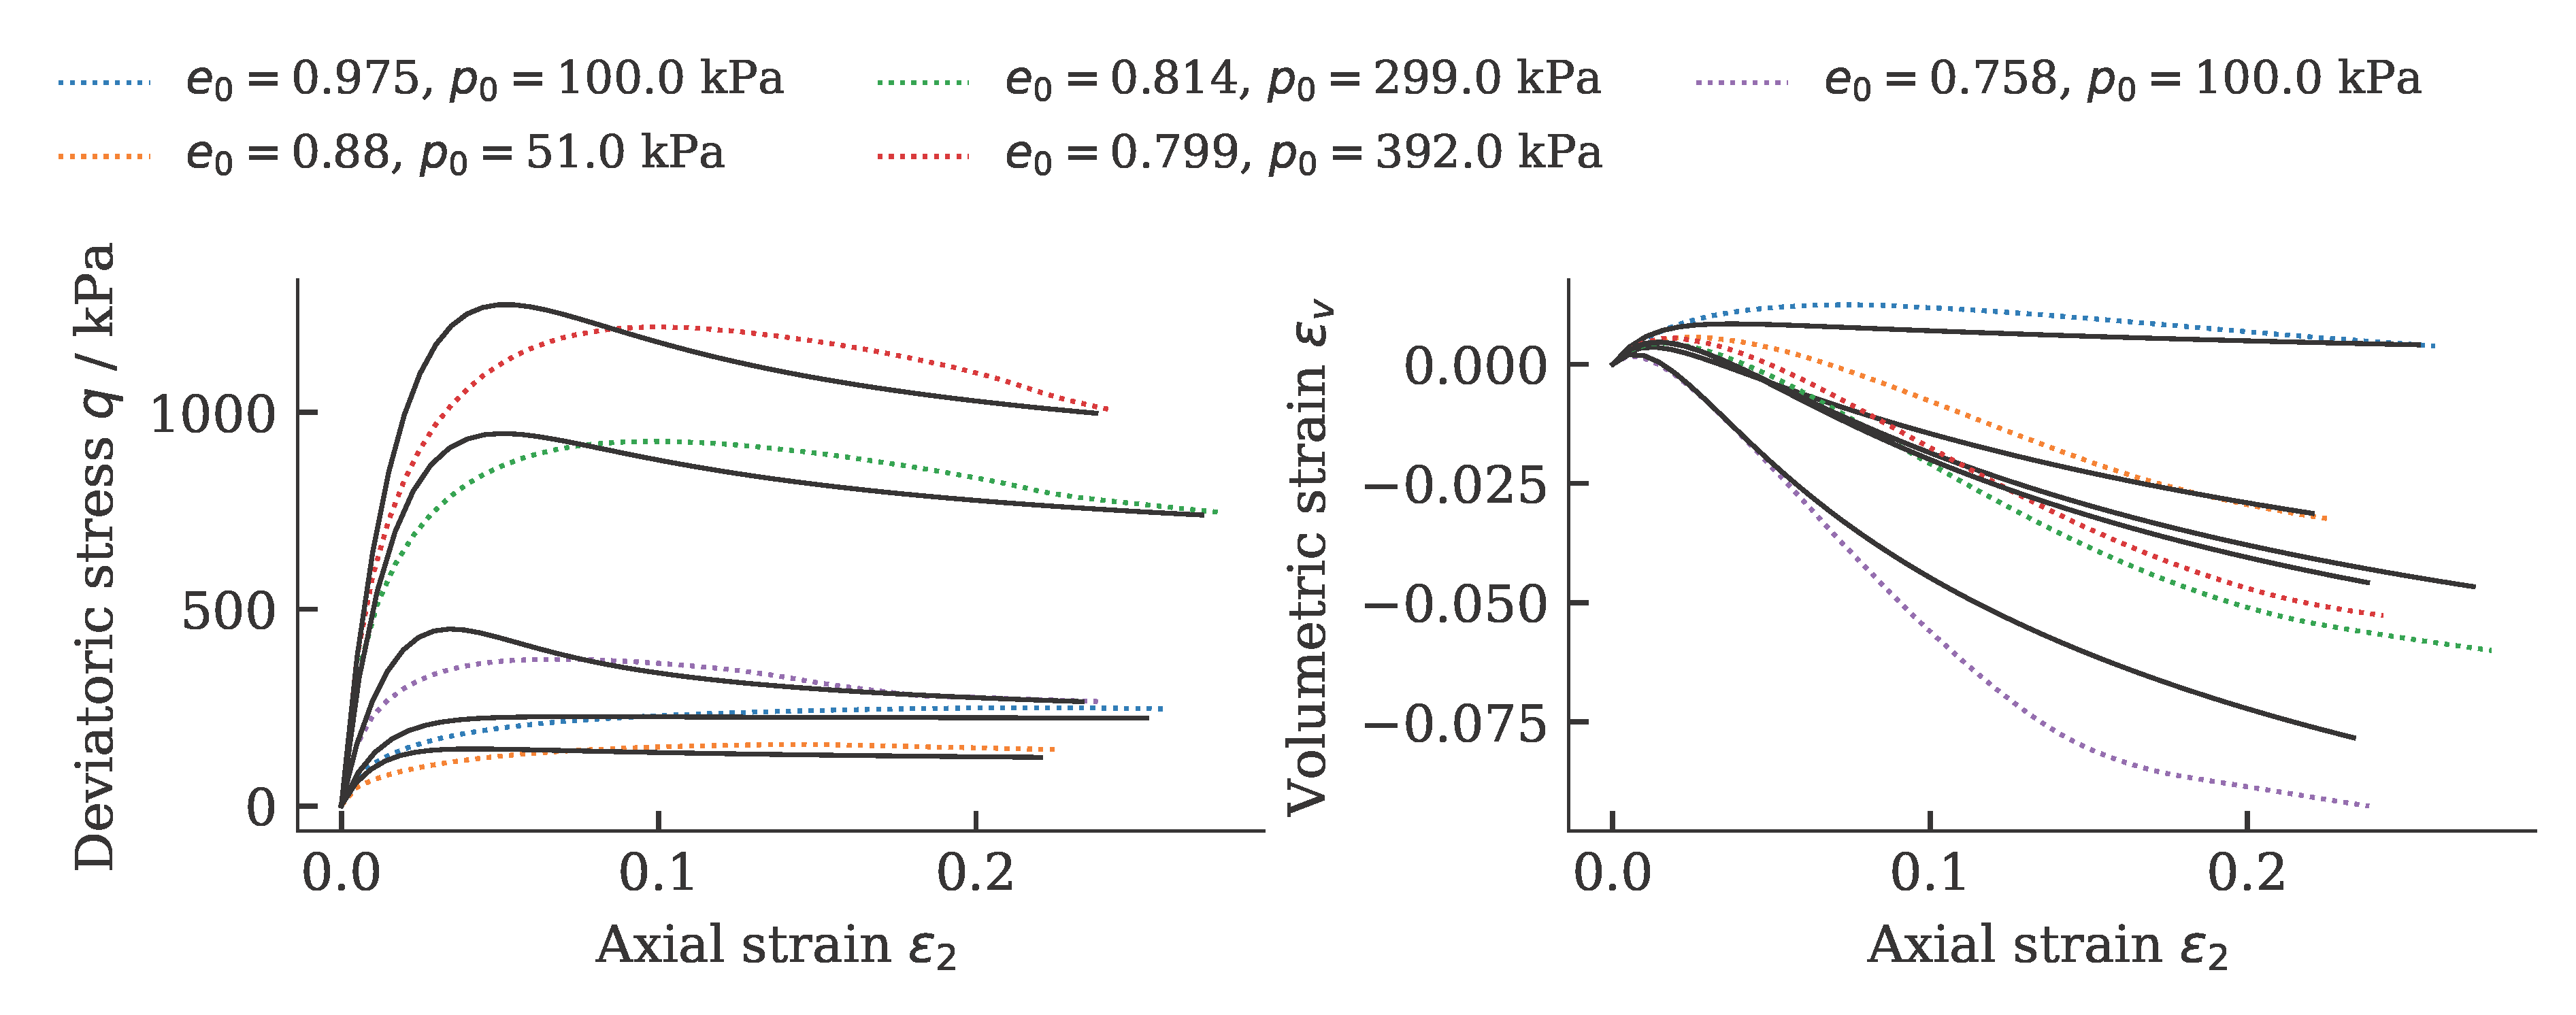 e₀ = 0.975, p₀ = 100.0 kPa
e₀ = 0.88, p₀ = 51.0 kPa
e₀ = 0.814, p₀ = 299.0 kPa
e₀ = 0.799, p₀ = 392.0 kPa
e₀ = 0.758, p₀ = 100.0 kPa
Deviatoric stress q / kPa
1000
500
0
0.0 0.1 0.2
Axial strain ε₂
Volumetric strain εᵥ
0.000
−0.025
−0.050
−0.075
0.0 0.1 0.2
Axial strain ε₂